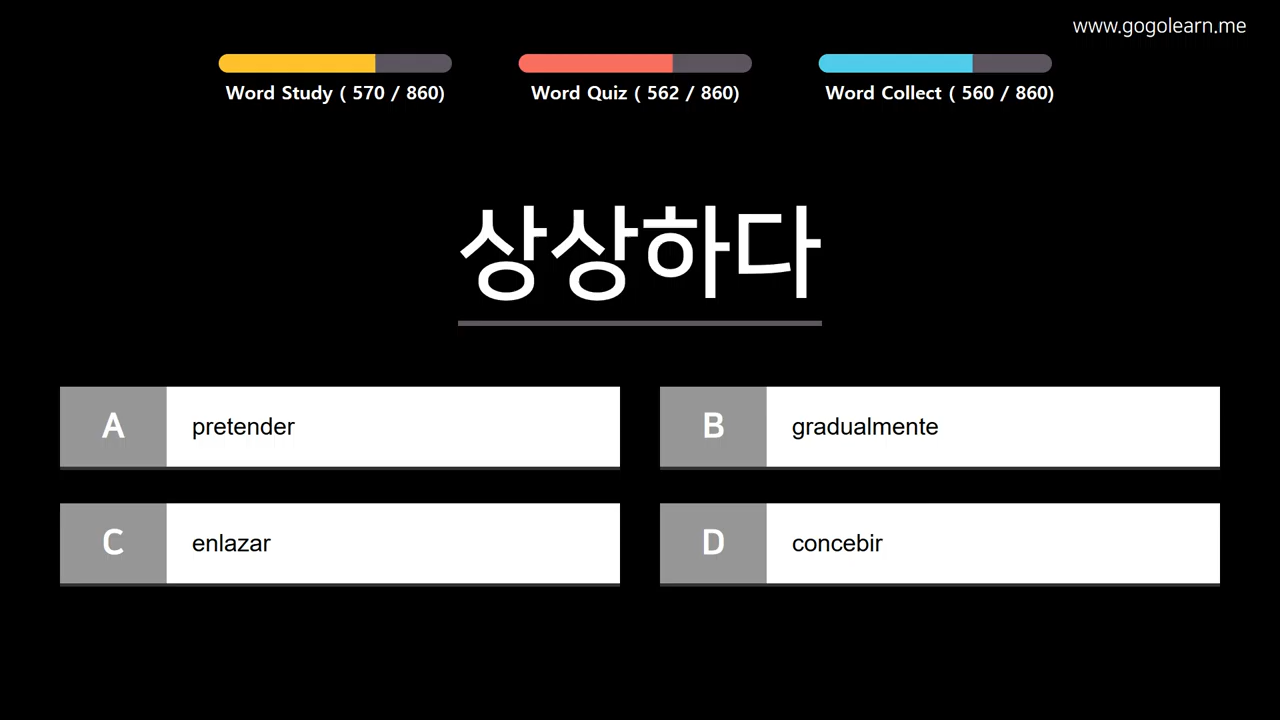 www.gogolearn.me
Word Study ( 570 / 860)
Word Quiz ( 562 / 860)
Word Collect ( 560 / 860)
상상하다
A
pretender
B
gradualmente
C
enlazar
D
concebir